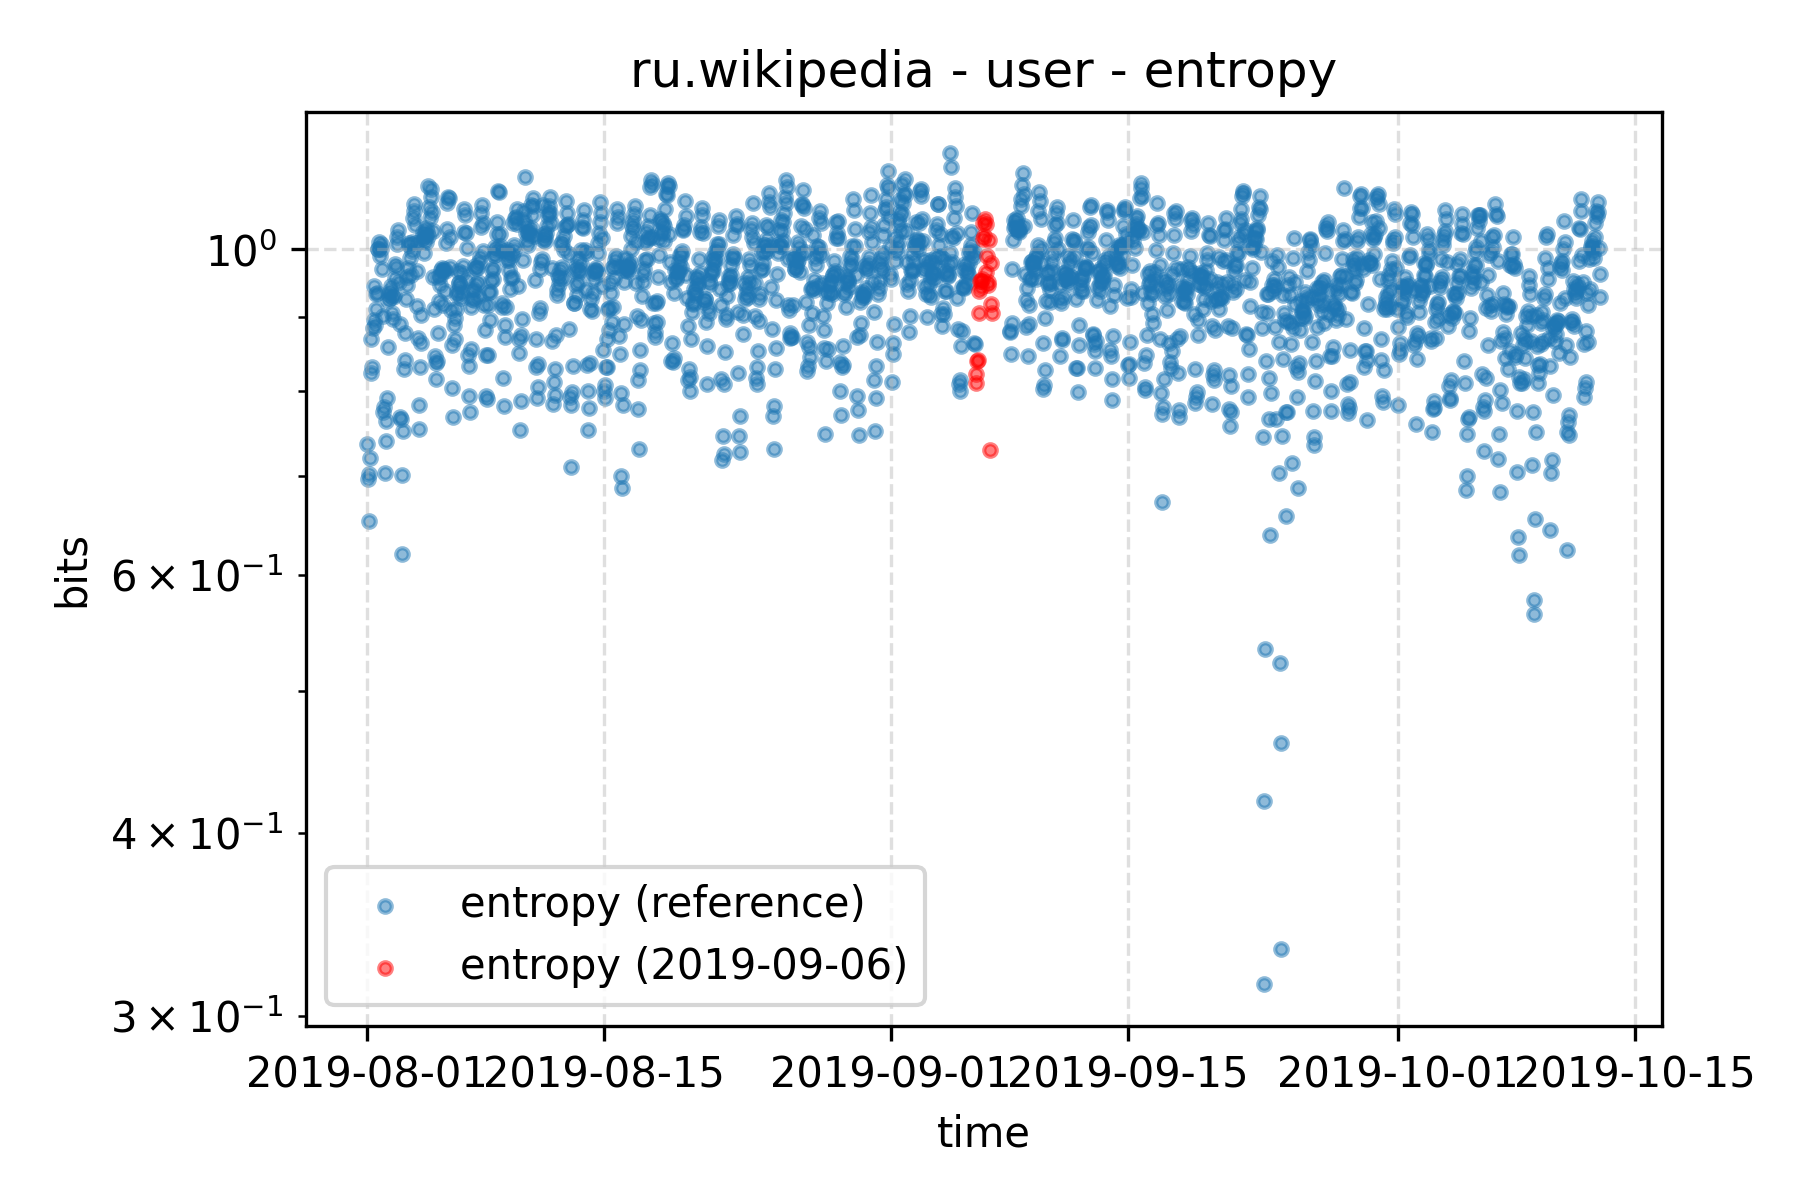 ru.wikipedia - user - entropy
10⁰
6 × 10⁻¹
4 × 10⁻¹
3 × 10⁻¹
bits
entropy (reference)
entropy (2019-09-06)
2019-08-01 2019-08-15 2019-09-01 2019-09-15 2019-10-01 2019-10-15
time